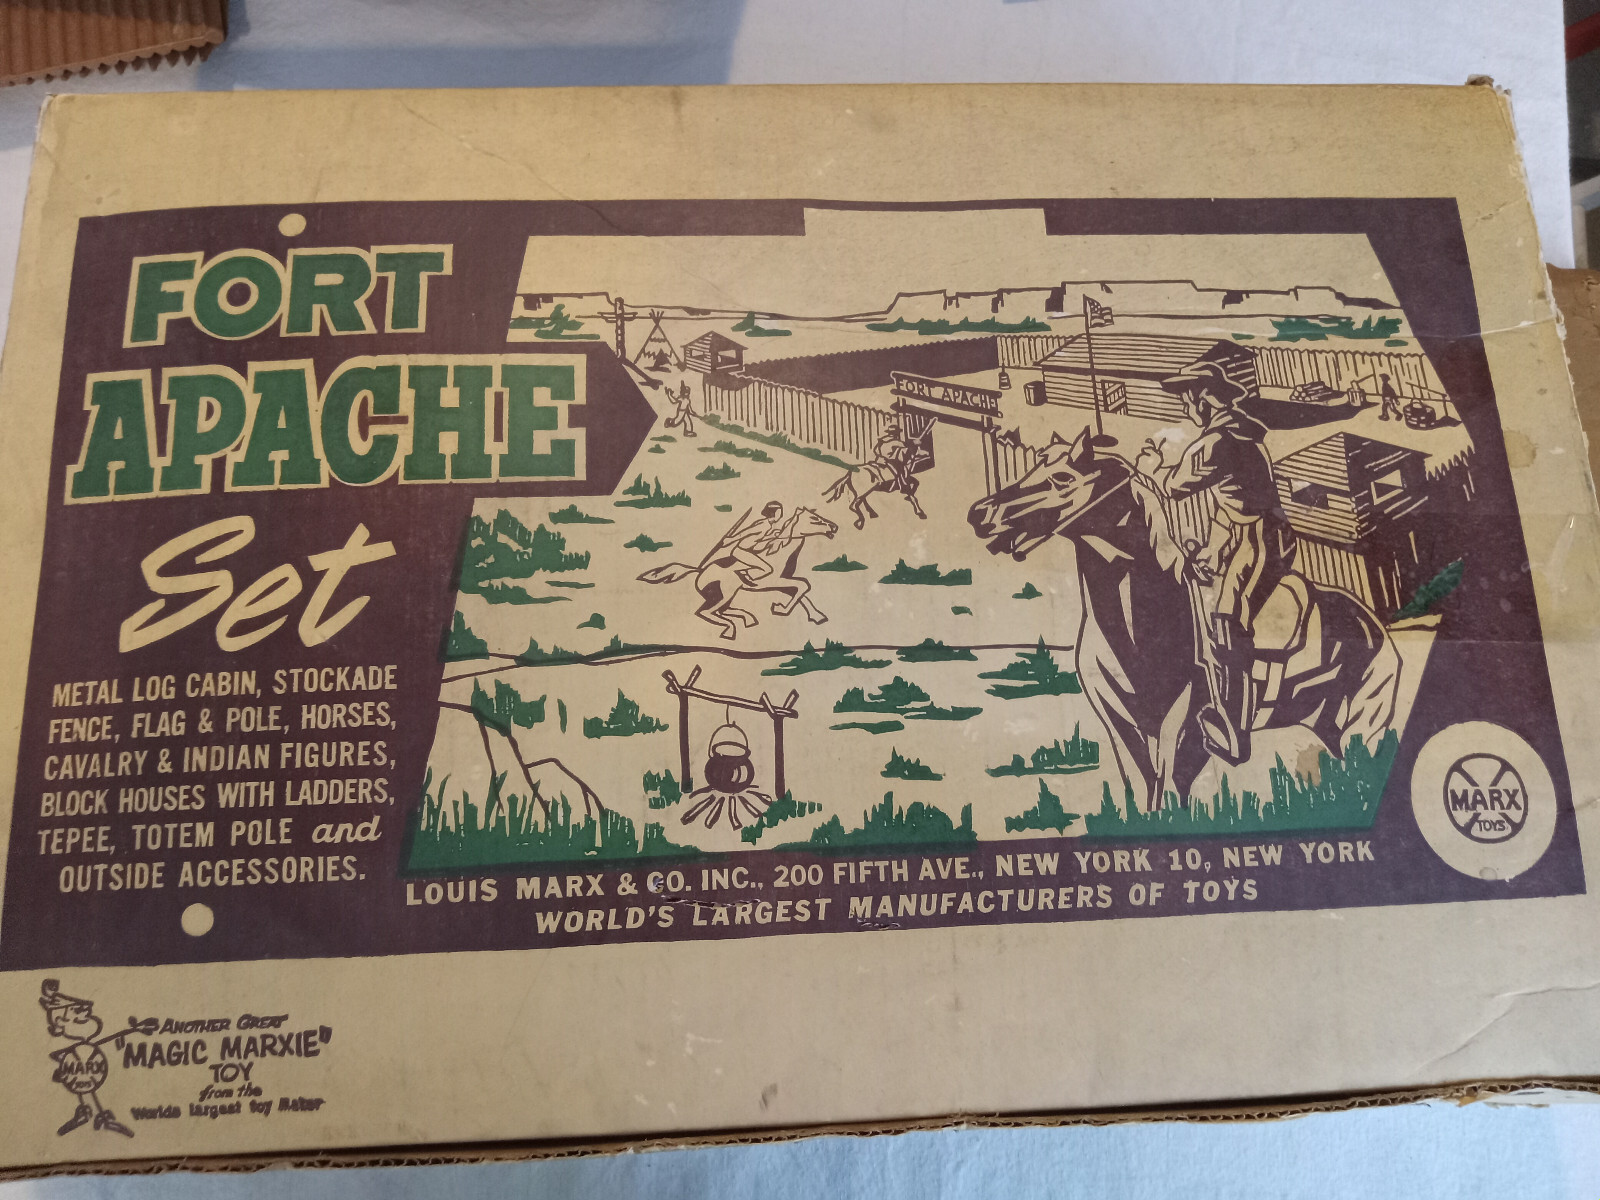 FORT
APACHE
Set
METAL LOG CABIN, STOCKADE
FENCE, FLAG & POLE, HORSES,
CAVALRY & INDIAN FIGURES,
BLOCK HOUSES WITH LADDERS,
TEPEE, TOTEM POLE and
OUTSIDE ACCESSORIES.
FORT APACHE
MARX
TOYS
LOUIS MARX & CO. INC., 200 FIFTH AVE., NEW YORK 10, NEW YORK
WORLD'S LARGEST MANUFACTURERS OF TOYS
ANOTHER GREAT
"MAGIC MARXIE"
TOY
from the
Worlds largest toy Maker
MARX
TOYS